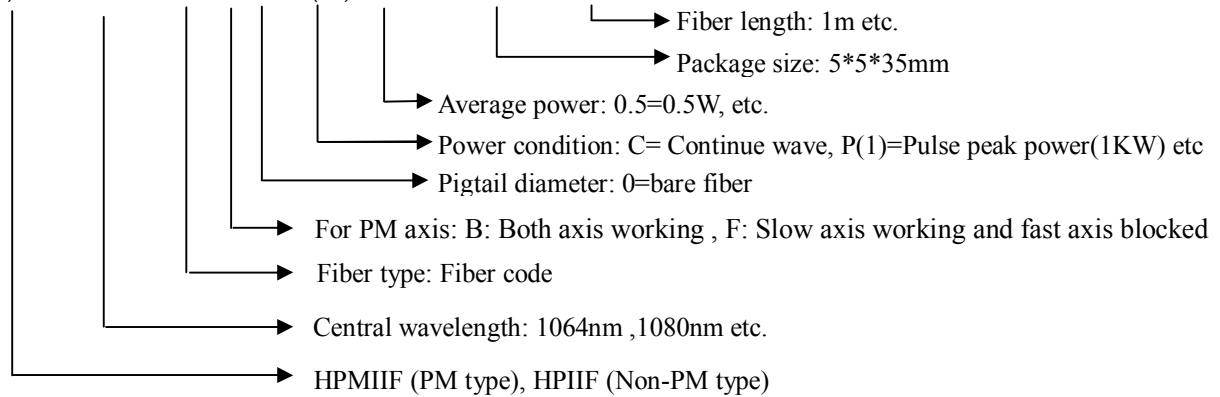 Fiber length: 1m etc.
Package size: 5*5*35mm
Average power: 0.5=0.5W, etc.
Power condition: C= Continue wave, P(1)=Pulse peak power(1KW) etc
Pigtail diameter: 0=bare fiber
For PM axis: B: Both axis working , F: Slow axis working and fast axis blocked
Fiber type: Fiber code
Central wavelength: 1064nm ,1080nm etc.
HPMIIF (PM type), HPIIF (Non-PM type)